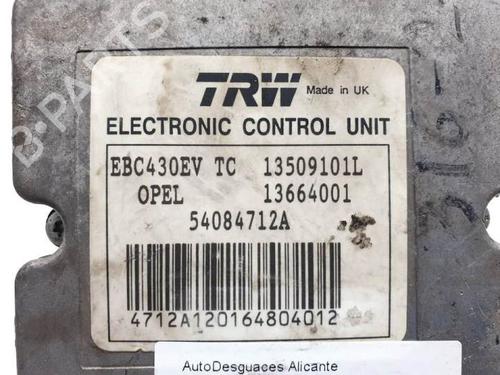 TRW Made in UK
ELECTRONIC CONTROL UNIT
EBC430EV TC 13509101L
OPEL 13664001
54084712A
4712A120164804012
AutoDesguaces Alicante
B-PARTS